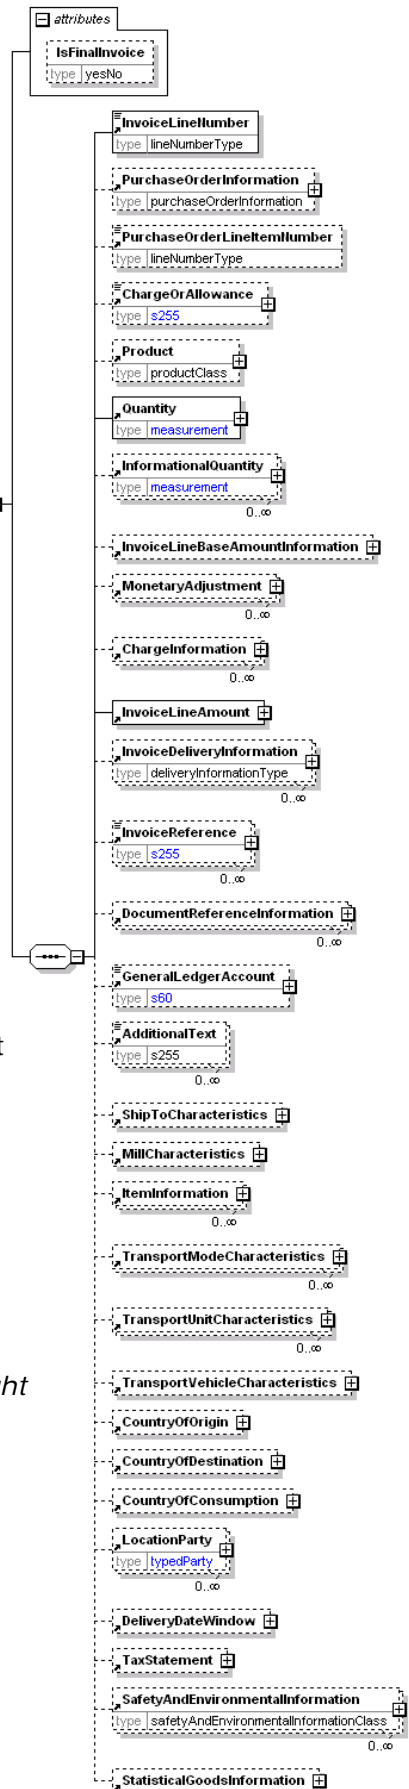 attributes
IsFinalInvoice
type yesNo
InvoiceLineNumber
type lineNumberType
PurchaseOrderInformation
type purchaseOrderInformation
PurchaseOrderLineItemNumber
type lineNumberType
ChargeOrAllowance
type s255
Product
type productClass
Quantity
type measurement
InformationalQuantity
type measurement
0..∞
InvoiceLineBaseAmountInformation
MonetaryAdjustment
0..∞
ChargeInformation
0..∞
InvoiceLineAmount
InvoiceDeliveryInformation
type deliveryInformationType
0..∞
InvoiceReference
type s255
0..∞
DocumentReferenceInformation
0..∞
GeneralLedgerAccount
type s60
AdditionalText
t
type s255
0..∞
ShipToCharacteristics
MillCharacteristics
ItemInformation
0..∞
TransportModeCharacteristics
0..∞
TransportUnitCharacteristics
0..∞
TransportVehicleCharacteristics
ght
CountryOfOrigin
CountryOfDestination
CountryOfConsumption
LocationParty
type typedParty
0..∞
DeliveryDateWindow
TaxStatement
SafetyAndEnvironmentalInformation
type safetyAndEnvironmentalInformationClass
0..∞
StatisticalGoodsInformation